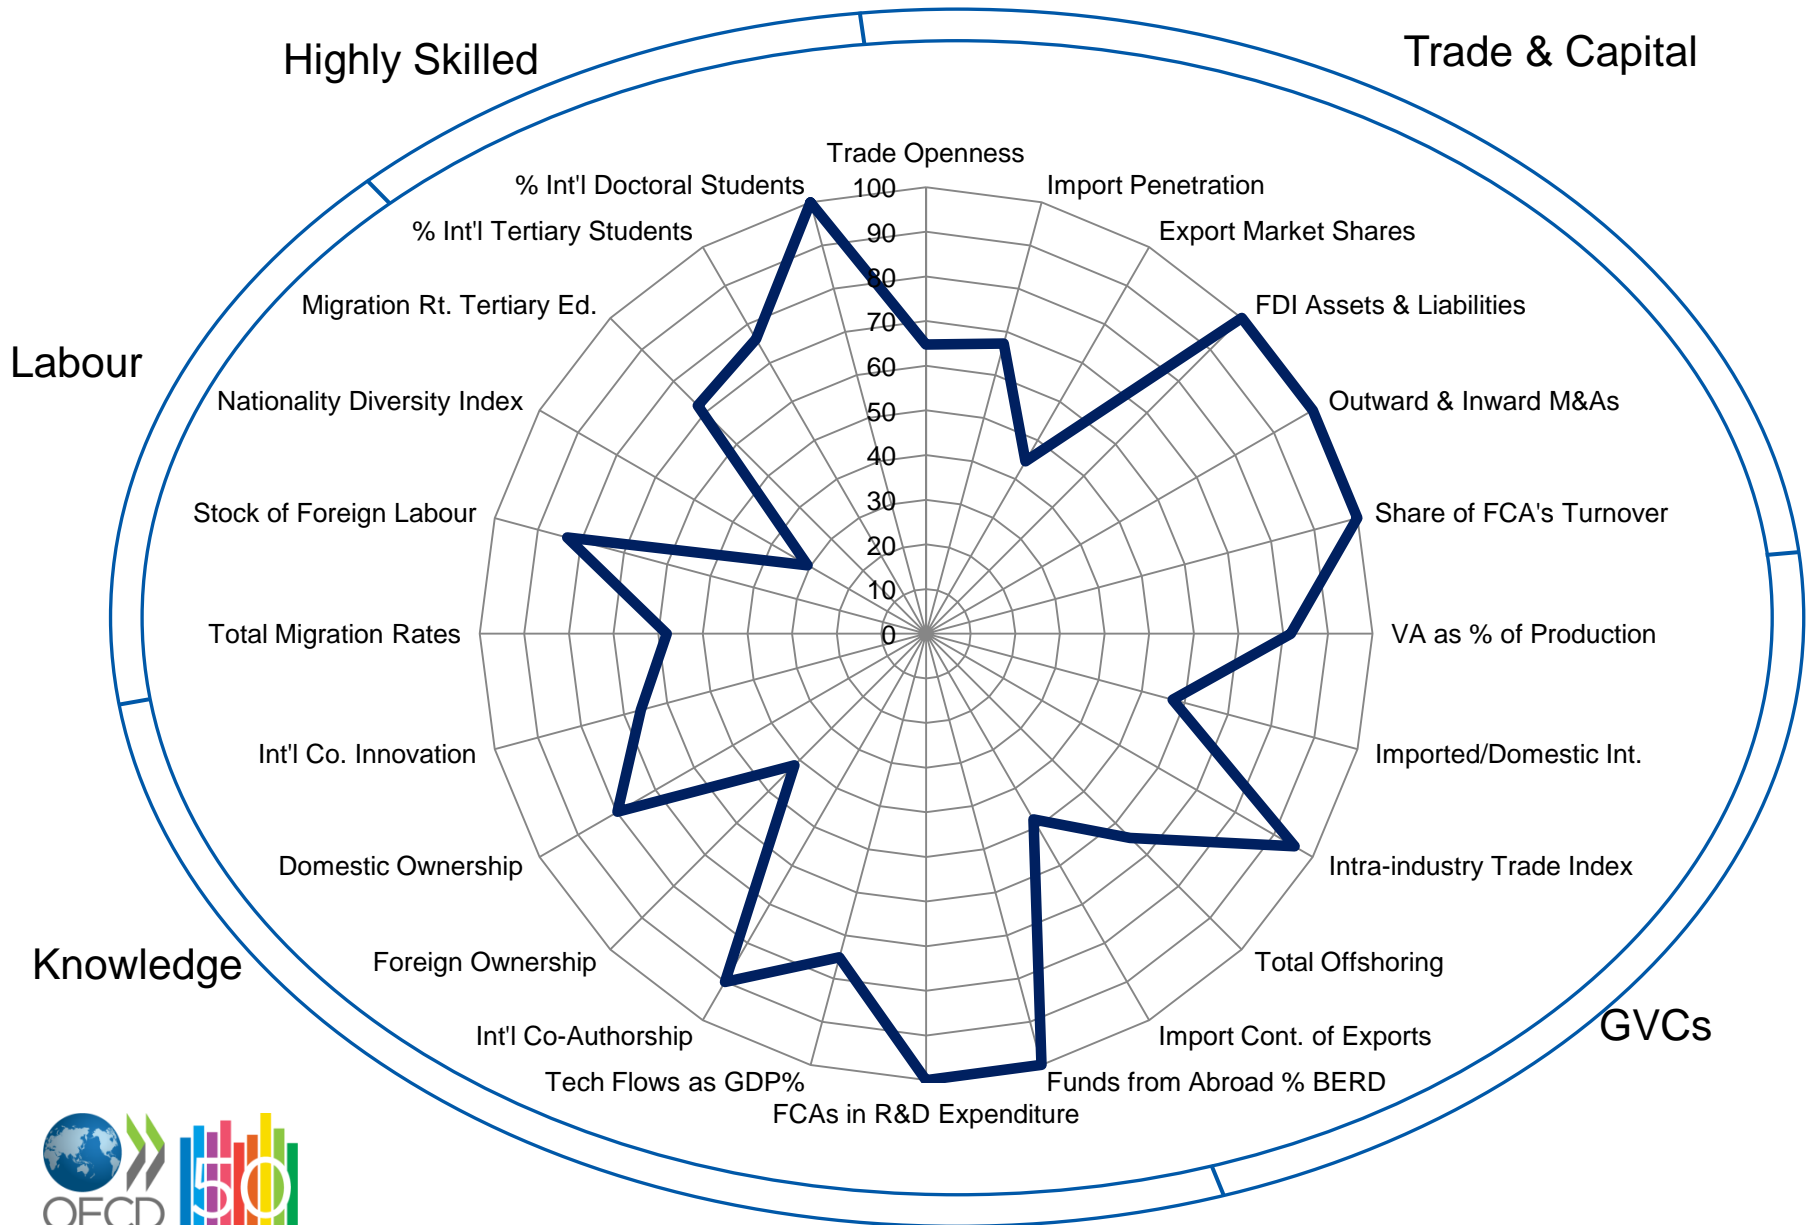 Highly Skilled
Trade & Capital
Trade Openness
% Int'l Doctoral Students
100
Import Penetration
% Int'l Tertiary Students
90
Export Market Shares
80
Migration Rt. Tertiary Ed.
FDI Assets & Liabilities
70
Labour
60
Nationality Diversity Index
50
Outward & Inward M&As
40
Stock of Foreign Labour
30
Share of FCA's Turnover
20
10
Total Migration Rates
0
VA as % of Production
Int'l Co. Innovation
Imported/Domestic Int.
Domestic Ownership
Intra-industry Trade Index
Knowledge
Foreign Ownership
Total Offshoring
GVCs
Int'l Co-Authorship
Import Cont. of Exports
Tech Flows as GDP%
Funds from Abroad % BERD
FCAs in R&D Expenditure
50
OECD